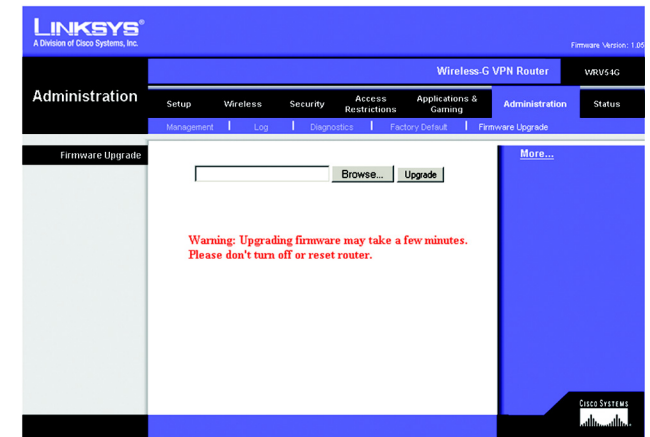 LINKSYS®
A Division of Cisco Systems, Inc.
Firmware Version: 1.05
Wireless-G VPN Router WRV54G
Administration
Setup Wireless Security Access Restrictions Applications & Gaming Administration Status
Management | Log | Diagnostics | Factory Default | Firmware Upgrade
Firmware Upgrade
Browse... Upgrade
More...
Warning: Upgrading firmware may take a few minutes.
Please don't turn off or reset router.
CISCO SYSTEMS